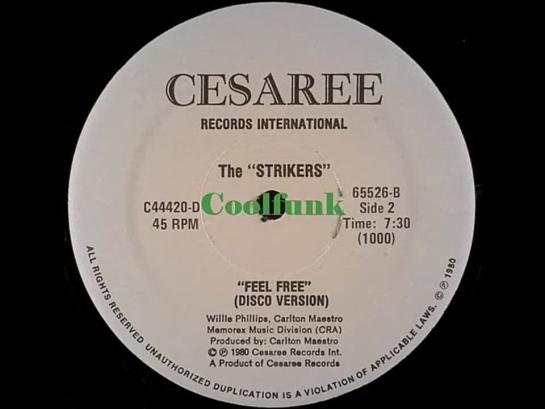 CESAREE
RECORDS INTERNATIONAL
The "STRIKERS"
C44420-D
45 RPM
Coolfunk
65526-B
Side 2
Time: 7:30
(1000)
"FEEL FREE"
(DISCO VERSION)
Willie Phillips, Carlton Maestro
Memorex Music Division (CRA)
Produced by: Carlton Maestro
© ℗ 1980 Cesaree Records Int.
A Product of Cesaree Records
ALL RIGHTS RESERVED UNAUTHORIZED DUPLICATION IS A VIOLATION OF APPLICABLE LAWS. © ℗ 1980